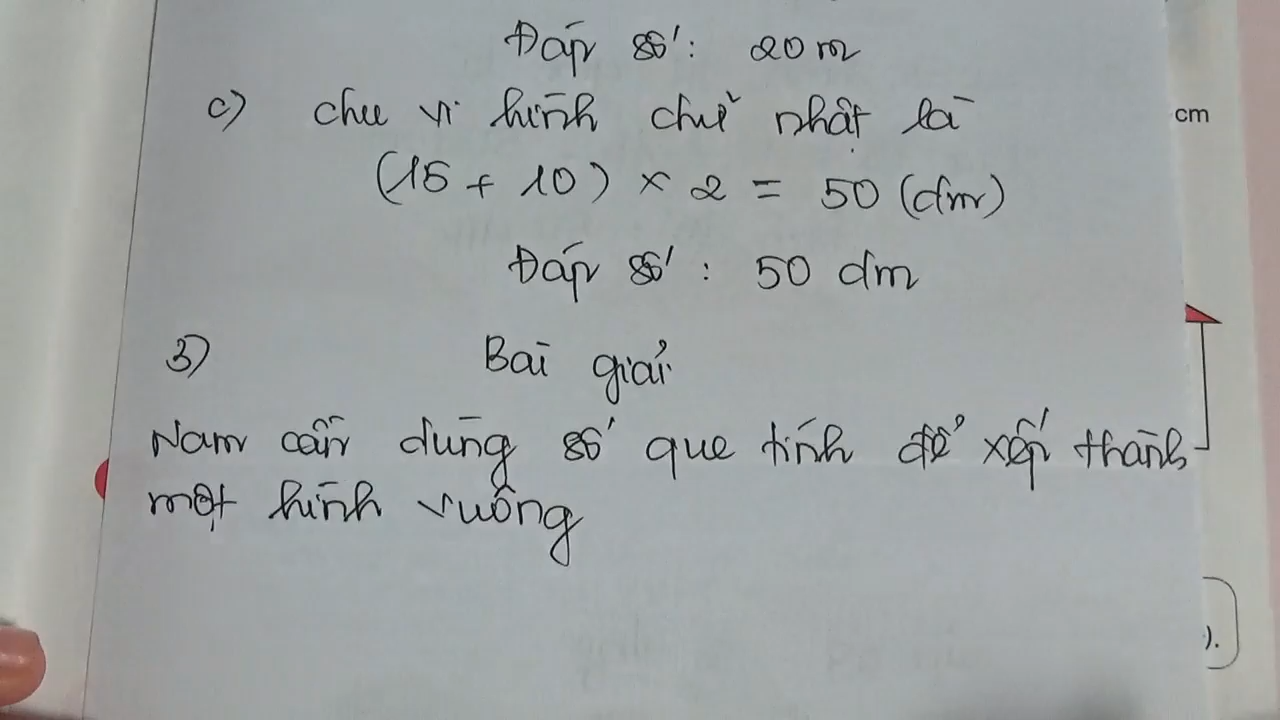 Đáp số: 20 m
c) chu vi hình chữ nhật là
cm
(15 + 10) × 2 = 50 (dm)
Đáp số : 50 dm
3) Bài giải
Nam cần dùng số que tính để xếp thành
một hình vuông
).